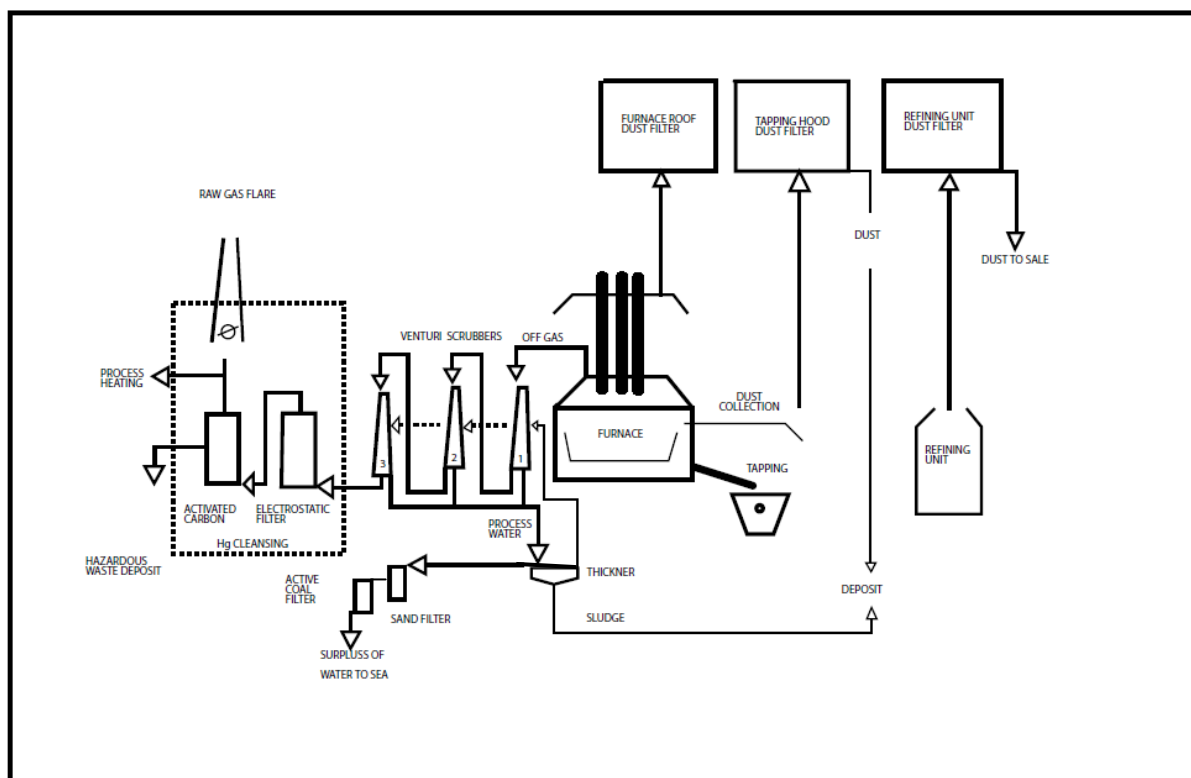 FURNACE ROOF
DUST FILTER
TAPPING HOOD
DUST FILTER
REFINING UNIT
DUST FILTER
RAW GAS FLARE
DUST
DUST TO SALE
VENTURI SCRUBBERS
OFF GAS
PROCESS
HEATING
DUST
COLLECTION
FURNACE
REFINING
UNIT
TAPPING
3
2
1
ACTIVATED
CARBON
ELECTROSTATIC
FILTER
PROCESS
WATER
Hg CLEANSING
HAZARDOUS
WASTE DEPOSIT
THICKNER
ACTIVE
COAL
FILTER
DEPOSIT
SAND FILTER
SLUDGE
SURPLUSS OF
WATER TO SEA